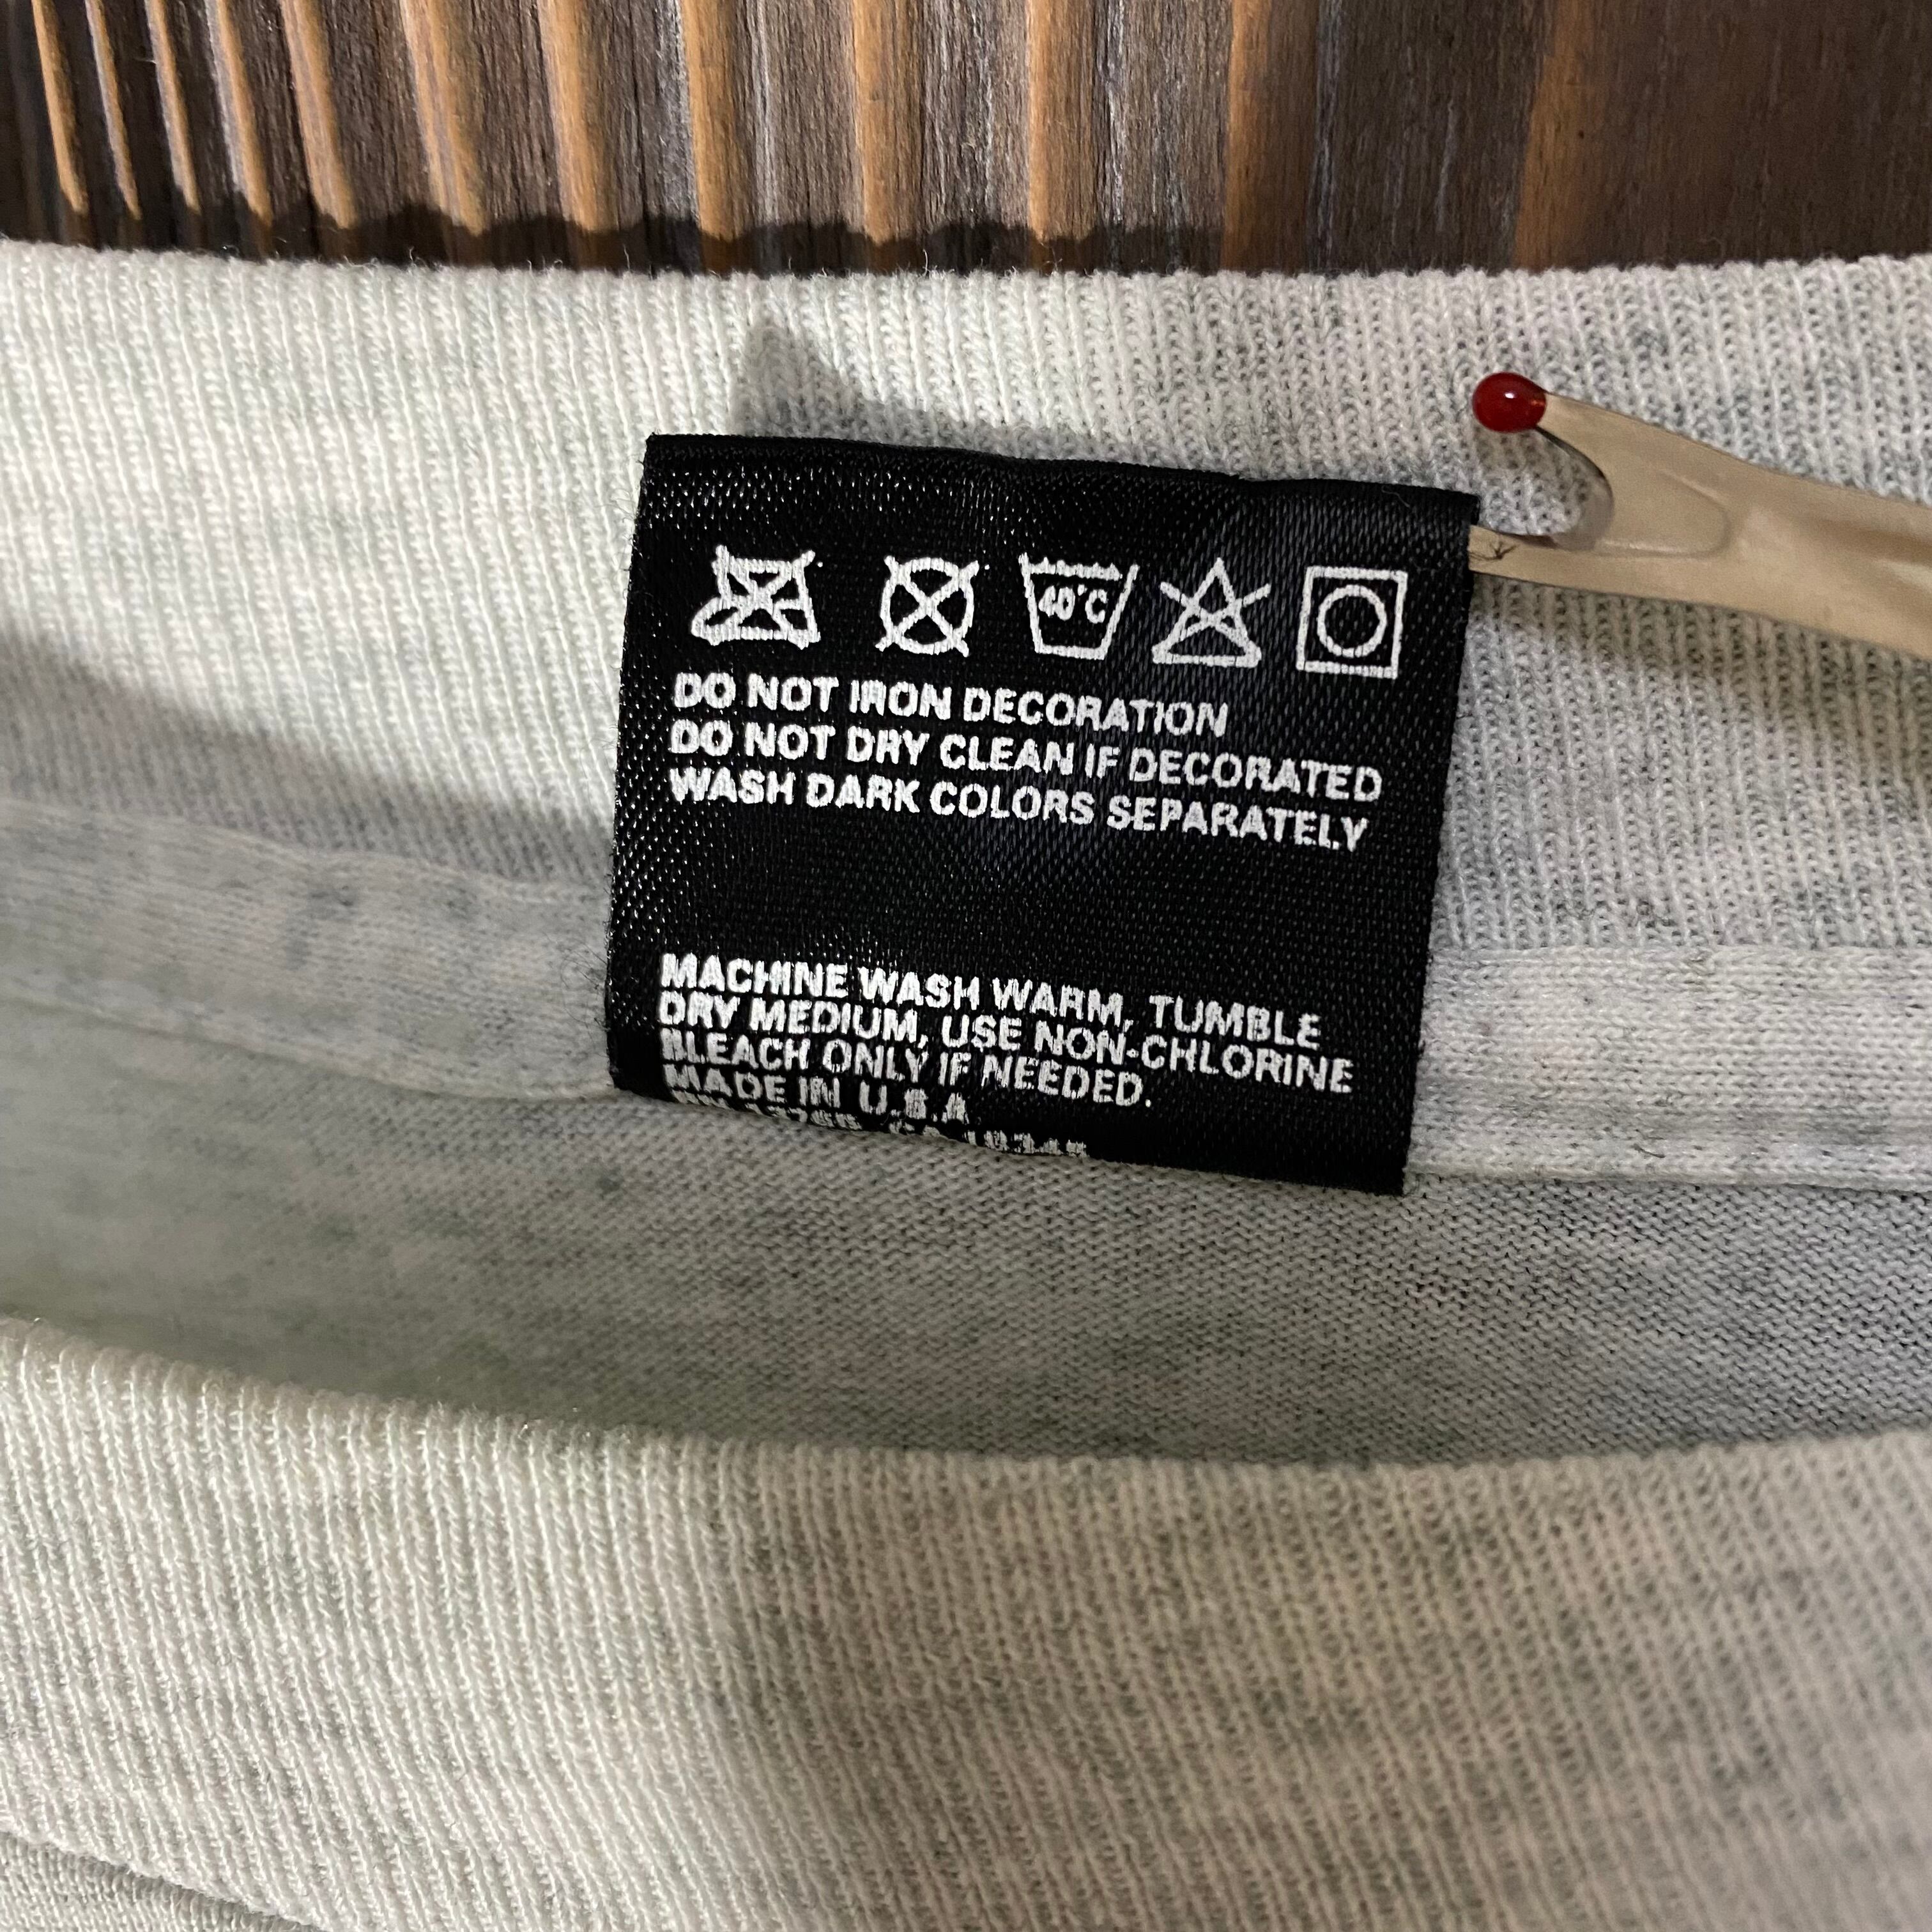 40°C
DO NOT IRON DECORATION
DO NOT DRY CLEAN IF DECORATED
WASH DARK COLORS SEPARATELY
MACHINE WASH WARM, TUMBLE
DRY MEDIUM, USE NON-CHLORINE
BLEACH ONLY IF NEEDED.
MADE IN U.S.A